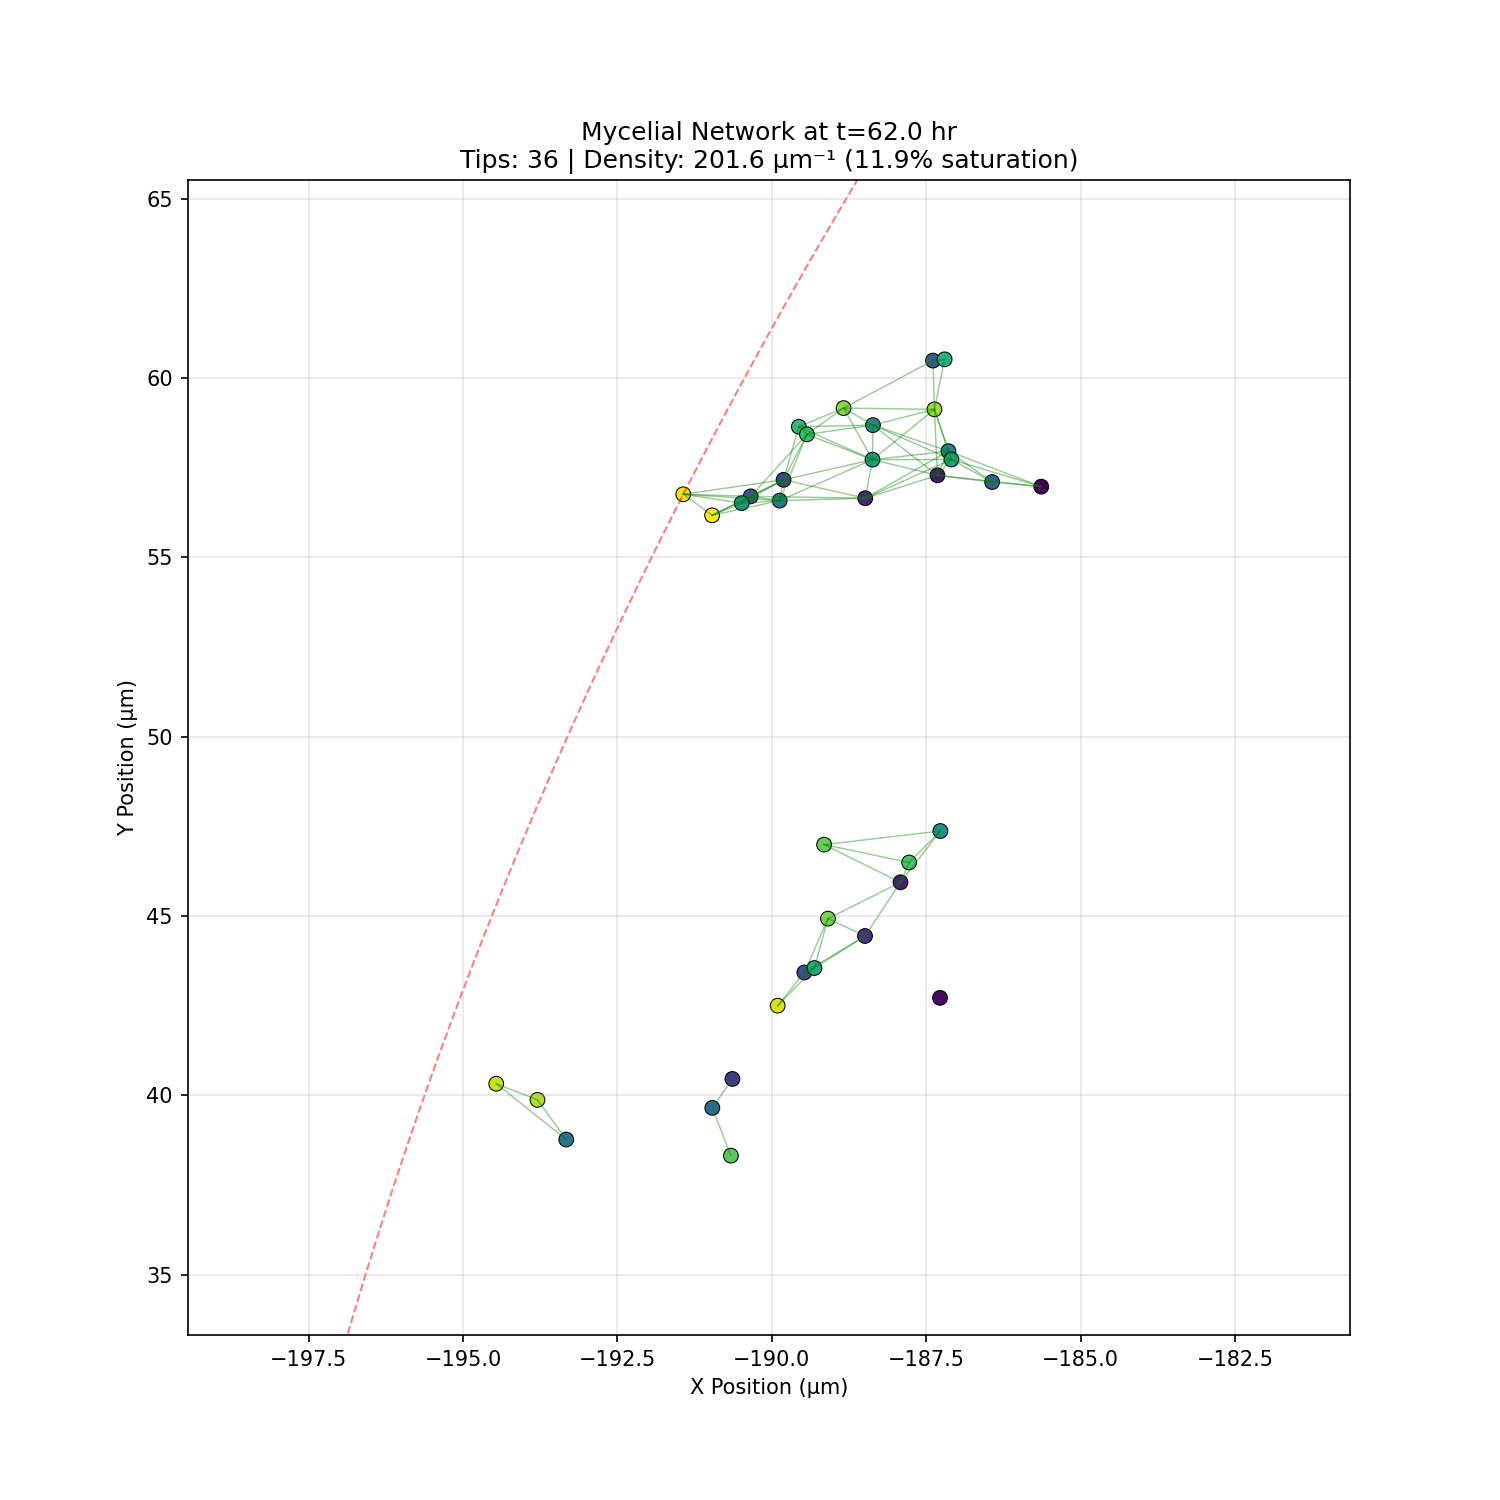 Mycelial Network at t=62.0 hr
Tips: 36 | Density: 201.6 μm⁻¹ (11.9% saturation)
65
60
55
50
45
40
35
Y Position (μm)
−197.5 −195.0 −192.5 −190.0 −187.5 −185.0 −182.5
X Position (μm)